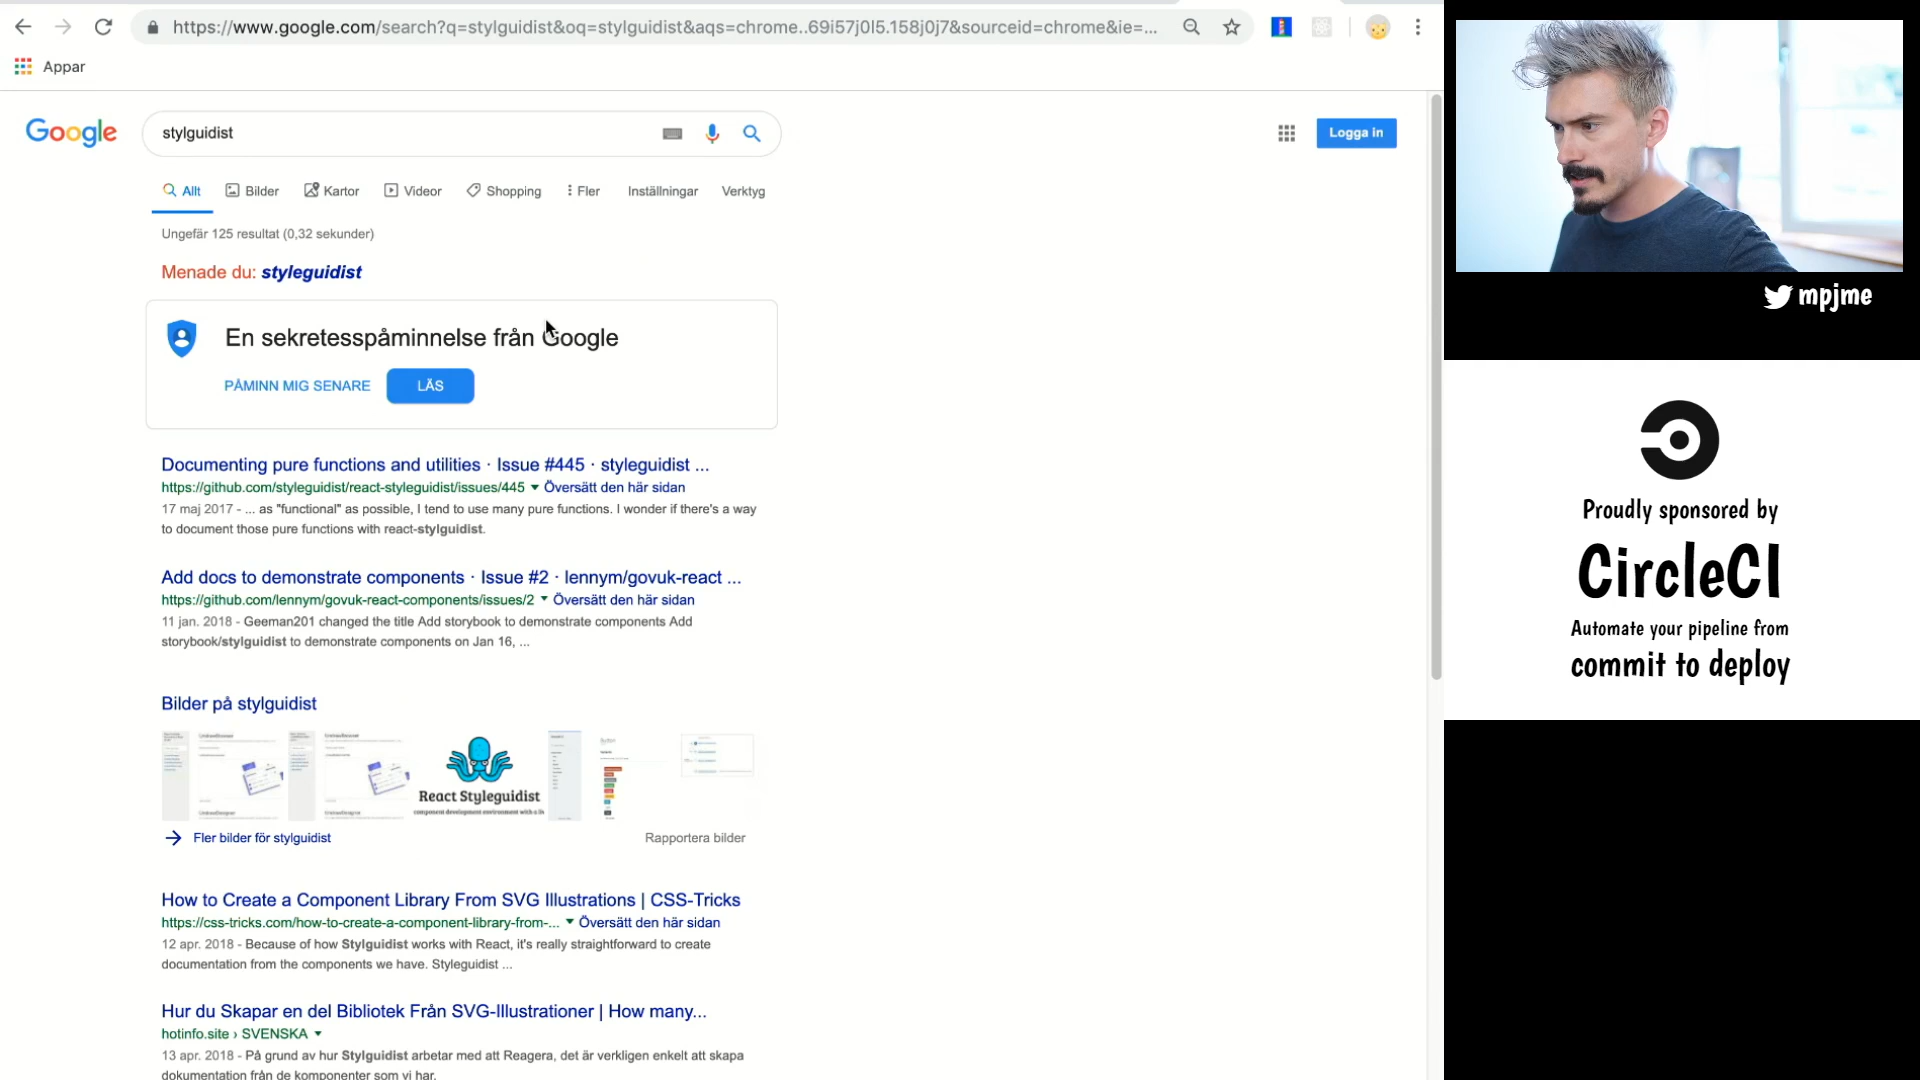 https://www.google.com/search?q=stylguidist&oq=stylguidist&aqs=chrome..69i57j0l5.158j0j7&sourceid=chrome&ie=...
Appar
Google
stylguidist
Logga in
Allt
Bilder
Kartor
Videor
Shopping
Fler
Inställningar
Verktyg
Ungefär 125 resultat (0,32 sekunder)
Menade du: styleguidist
En sekretesspåminnelse från Google
PÅMINN MIG SENARE
LÄS
Documenting pure functions and utilities · Issue #445 · styleguidist ...
https://github.com/styleguidist/react-styleguidist/issues/445 Översätt den här sidan
17 maj 2017 - ... as "functional" as possible, I tend to use many pure functions. I wonder if there's a way
to document those pure functions with react-stylguidist.
Add docs to demonstrate components · Issue #2 · lennym/govuk-react ...
https://github.com/lennym/govuk-react-components/issues/2 Översätt den här sidan
11 jan. 2018 - Geeman201 changed the title Add storybook to demonstrate components Add
storybook/stylguidist to demonstrate components on Jan 16, ...
Bilder på stylguidist
React Styleguidist
component development environment with a li
Fler bilder för stylguidist
Rapportera bilder
How to Create a Component Library From SVG Illustrations | CSS-Tricks
https://css-tricks.com/how-to-create-a-component-library-from-... Översätt den här sidan
12 apr. 2018 - Because of how Stylguidist works with React, it's really straightforward to create
documentation from the components we have. Styleguidist ...
Hur du Skapar en del Bibliotek Från SVG-Illustrationer | How many...
hotinfo.site › SVENSKA
13 apr. 2018 - På grund av hur Stylguidist arbetar med att Reagera, det är verkligen enkelt att skapa
dokumentation från de komponenter som vi har.
mpjme
Proudly sponsored by
CircleCI
Automate your pipeline from
commit to deploy